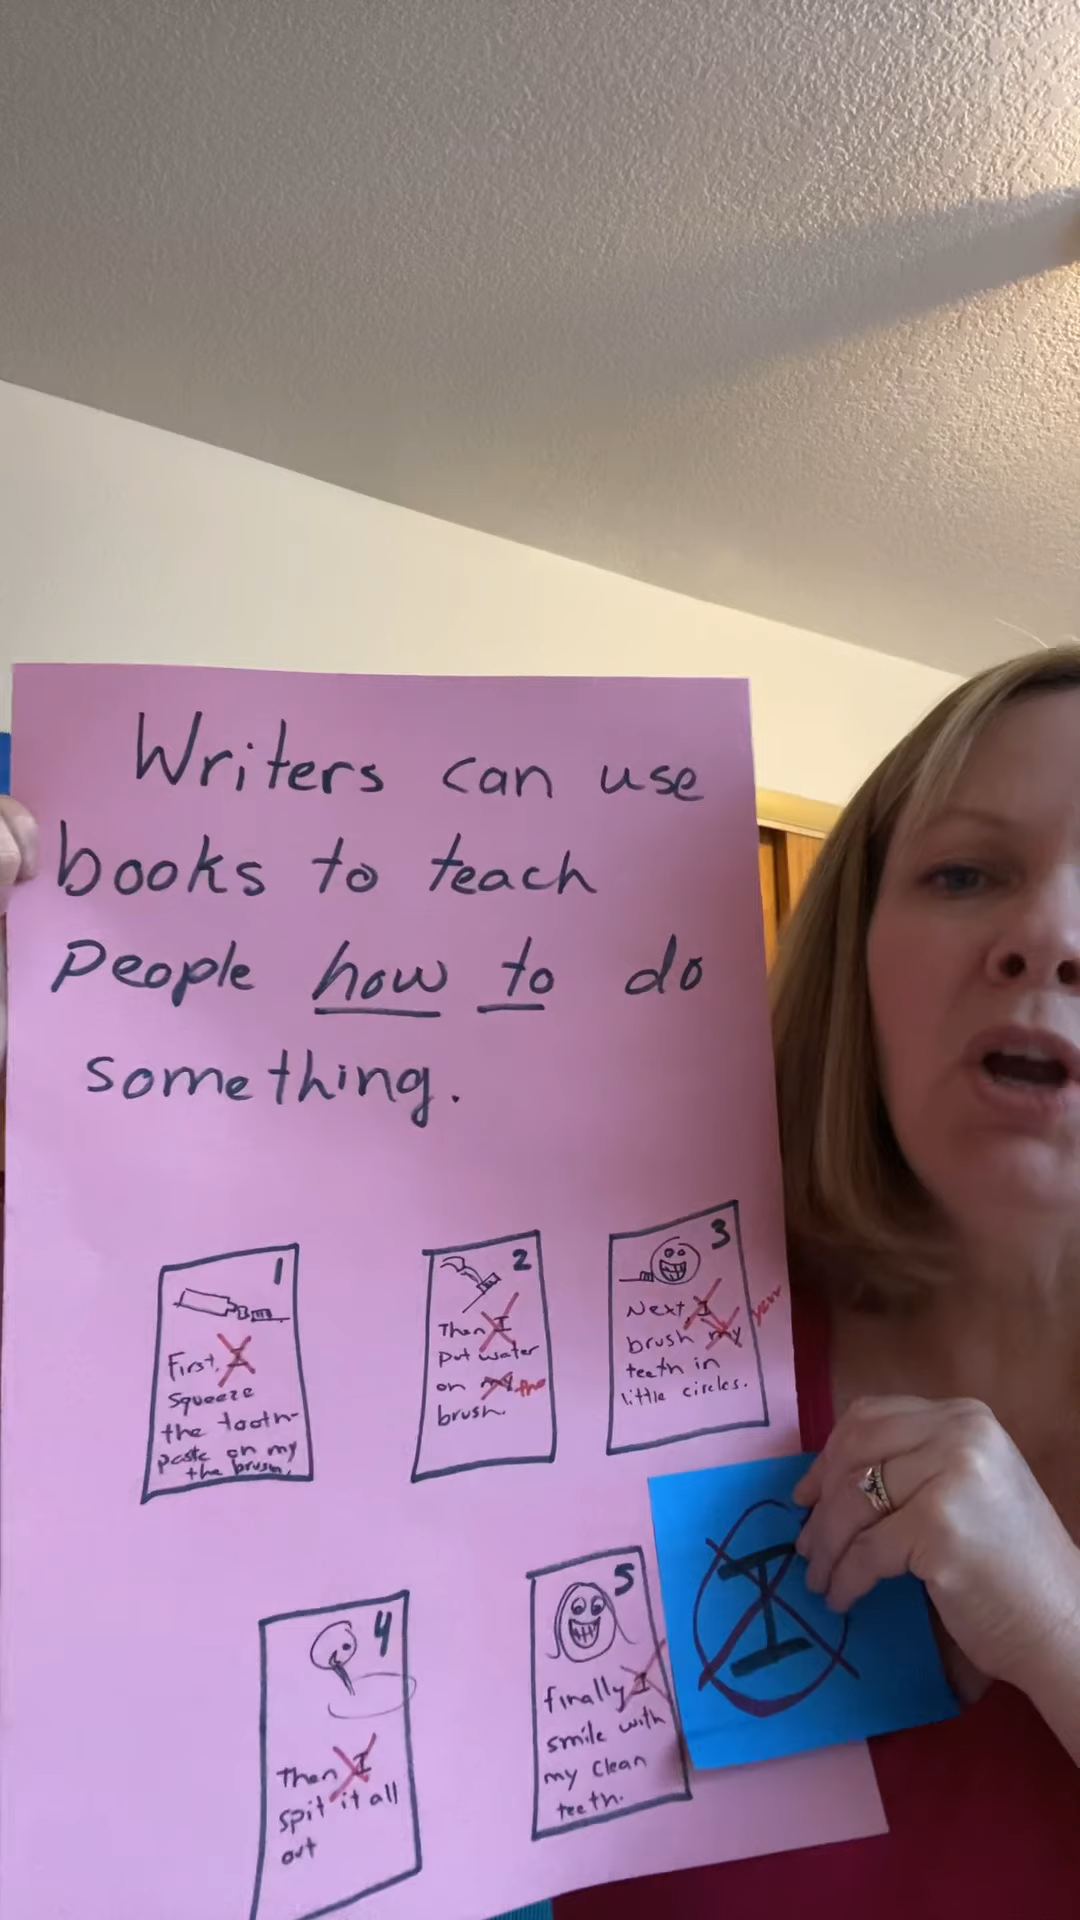 Writers can use
books to teach
People how to do
something.
1
First, I
squeeze
the tooth-
paste on my
the brush.
2
Then I
put water
on my the
brush.
3
Next, I
brush my your
teeth in
little circles.
4
Then I
spit it all
out
5
finally I
smile with
my clean
teeth.
I